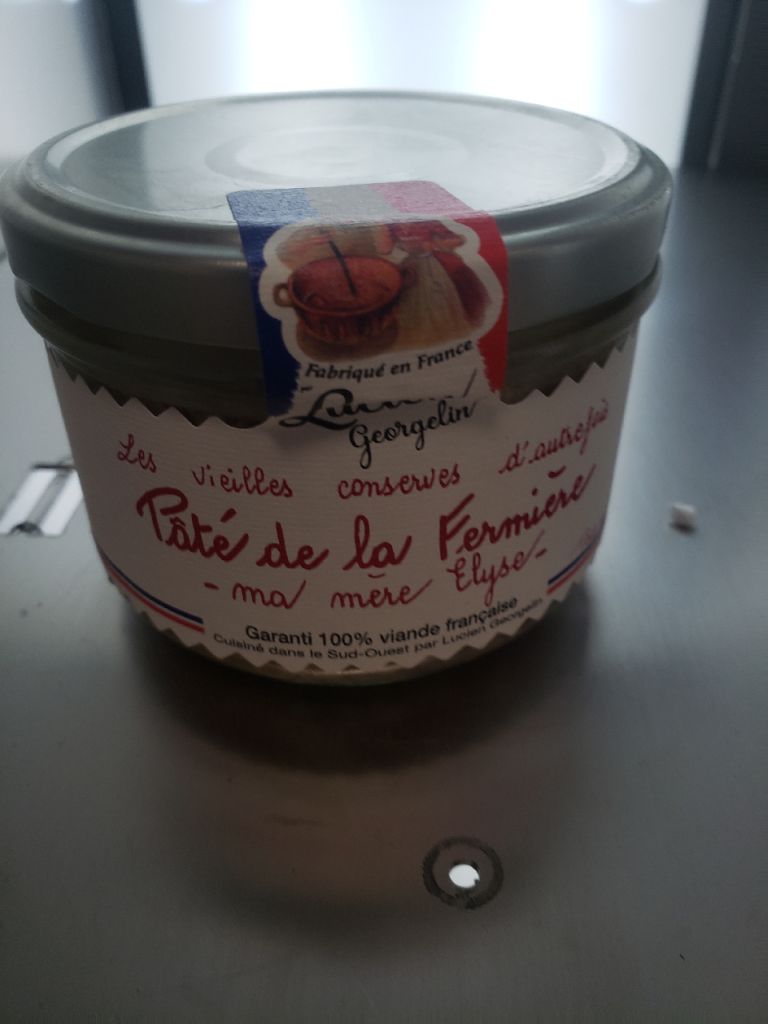 Fabriqué en France
Lucien
Georgelin
Les vieilles conserves d'autrefois
Pâté de la Fermière
- ma mère Elyse -
Garanti 100% viande française
Cuisiné dans le Sud-Ouest par Lucien Georgelin